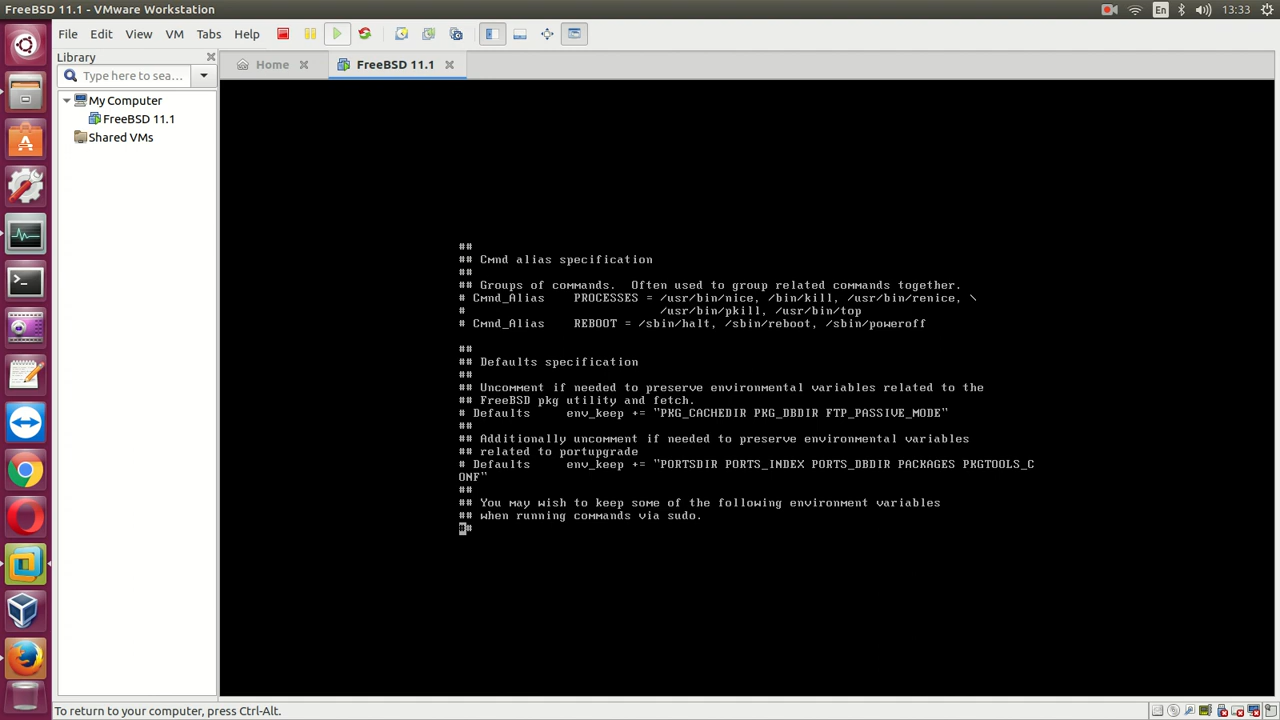 FreeBSD 11.1 - VMware Workstation
En
13:33
File Edit View VM Tabs Help
Library
Type here to sea...
My Computer
FreeBSD 11.1
Shared VMs
Home
FreeBSD 11.1
##
## Cmnd alias specification
##
## Groups of commands.  Often used to group related commands together.
# Cmnd_Alias    PROCESSES = /usr/bin/nice, /bin/kill, /usr/bin/renice, \
#                           /usr/bin/pkill, /usr/bin/top
# Cmnd_Alias    REBOOT = /sbin/halt, /sbin/reboot, /sbin/poweroff
##
## Defaults specification
##
## Uncomment if needed to preserve environmental variables related to the
## FreeBSD pkg utility and fetch.
# Defaults     env_keep += "PKG_CACHEDIR PKG_DBDIR FTP_PASSIVE_MODE"
##
## Additionally uncomment if needed to preserve environmental variables
## related to portupgrade
# Defaults     env_keep += "PORTSDIR PORTS_INDEX PORTS_DBDIR PACKAGES PKGTOOLS_C
ONF"
##
## You may wish to keep some of the following environment variables
## when running commands via sudo.
##
To return to your computer, press Ctrl-Alt.